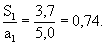 S₁/a₁ = 3,7/5,0 = 0,74.